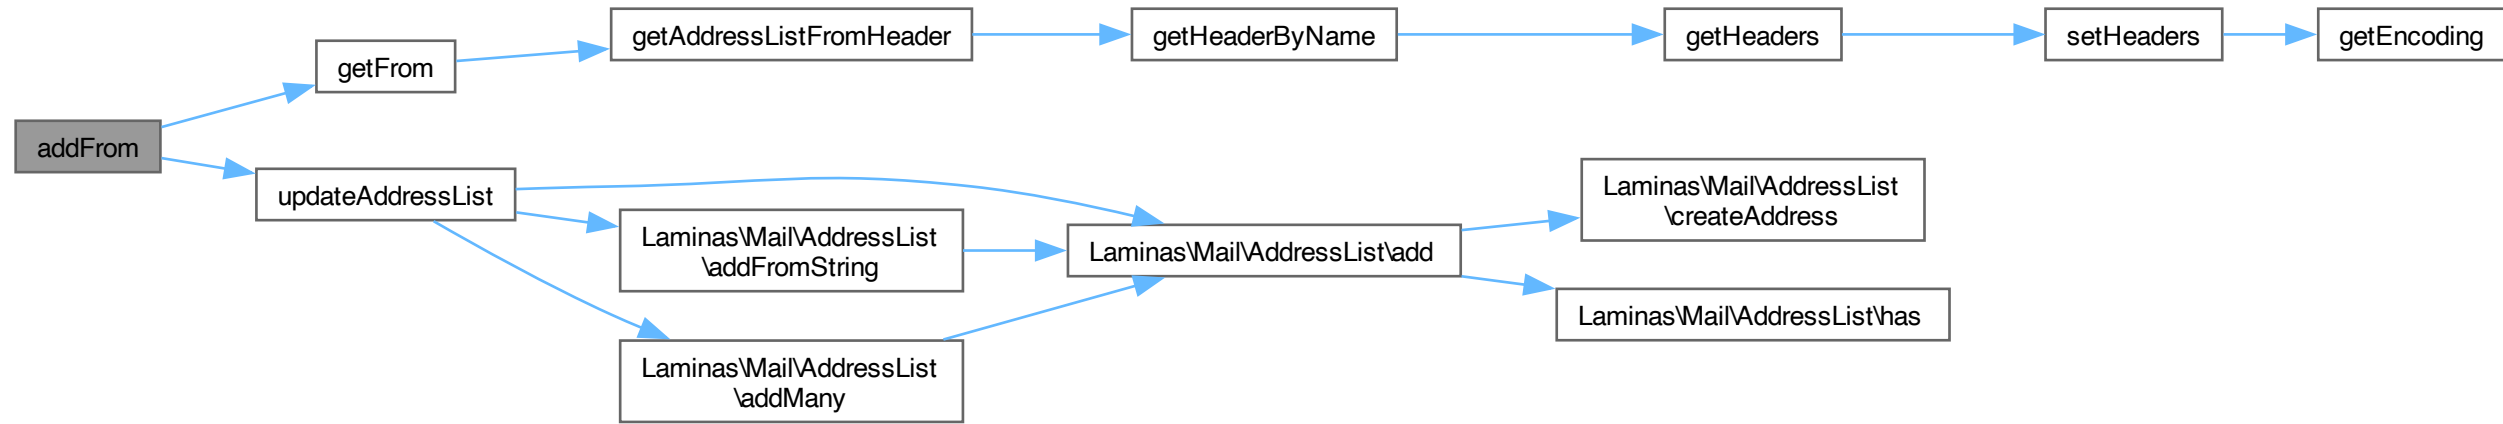 addFrom
getFrom
getAddressListFromHeader
getHeaderByName
getHeaders
setHeaders
getEncoding
updateAddressList
Laminas\Mail\AddressList
\addFromString
Laminas\Mail\AddressList
\addMany
Laminas\Mail\AddressList\add
Laminas\Mail\AddressList
\createAddress
Laminas\Mail\AddressList\has